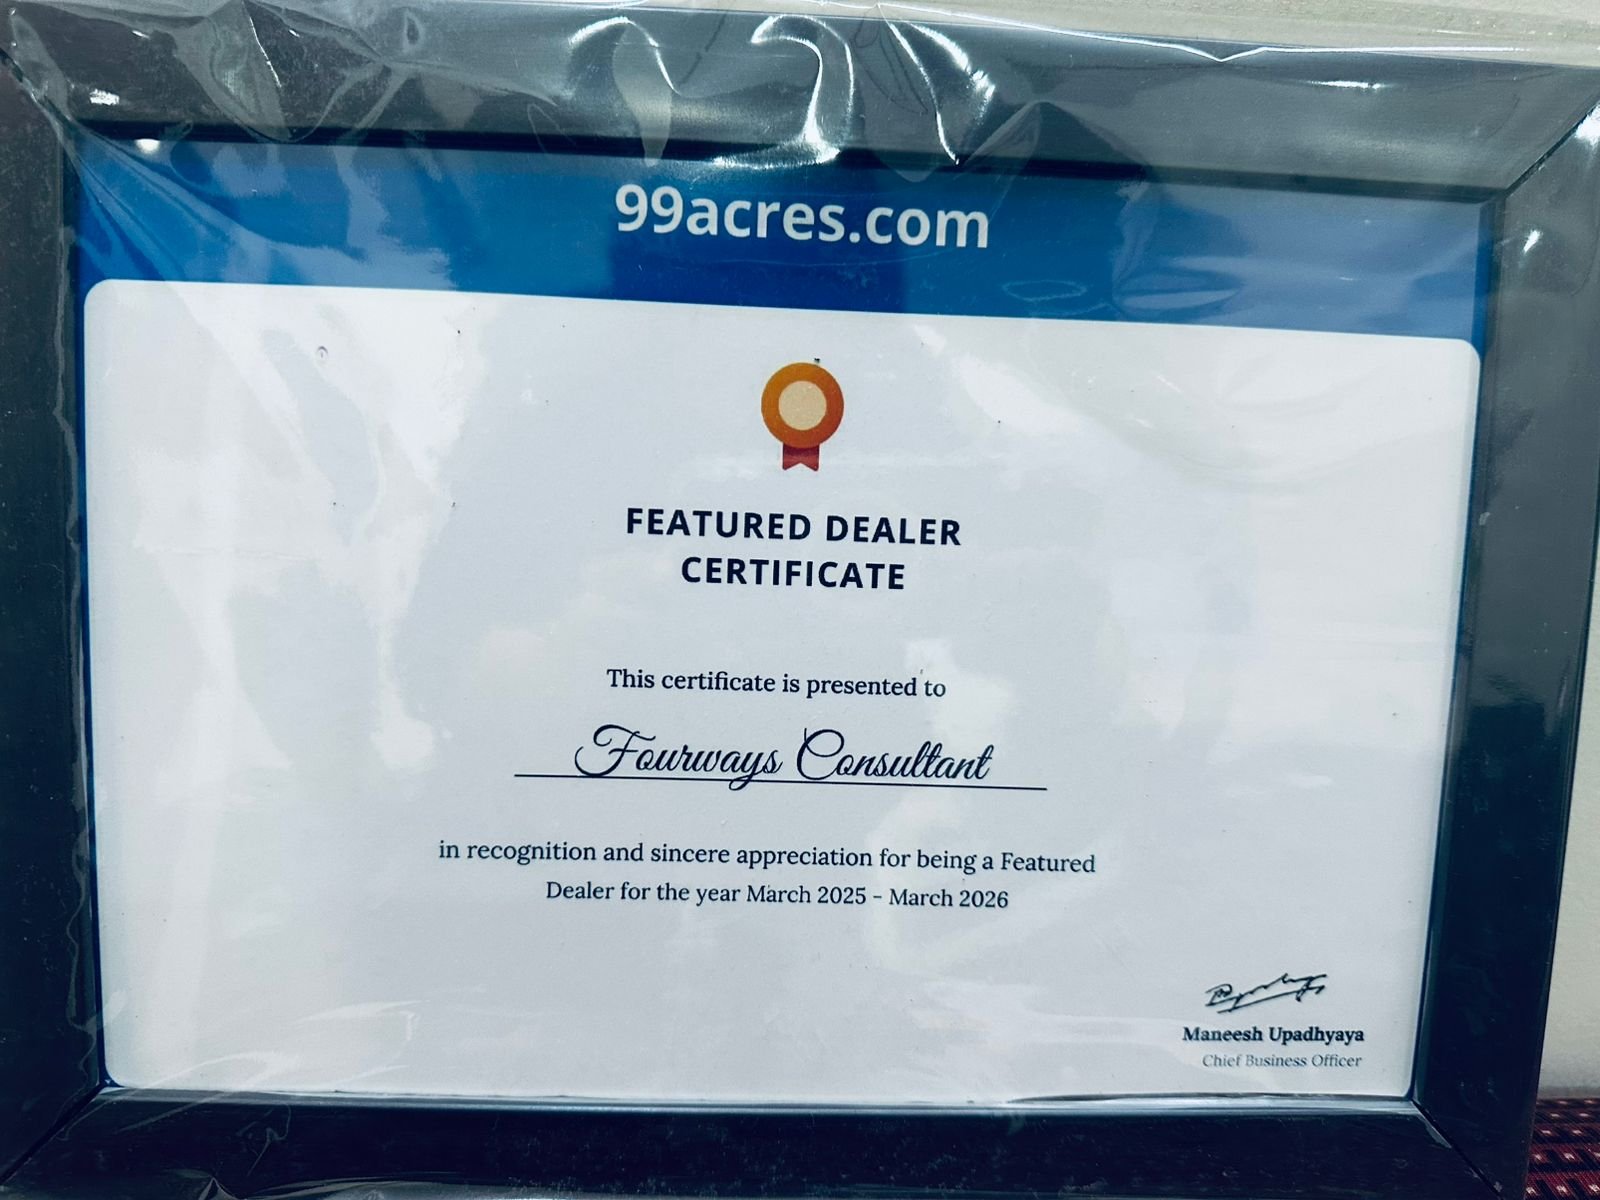 99acres.com
FEATURED DEALER
CERTIFICATE
This certificate is presented to
Fourways Consultant
in recognition and sincere appreciation for being a Featured
Dealer for the year March 2025 - March 2026
Maneesh Upadhyaya
Chief Business Officer